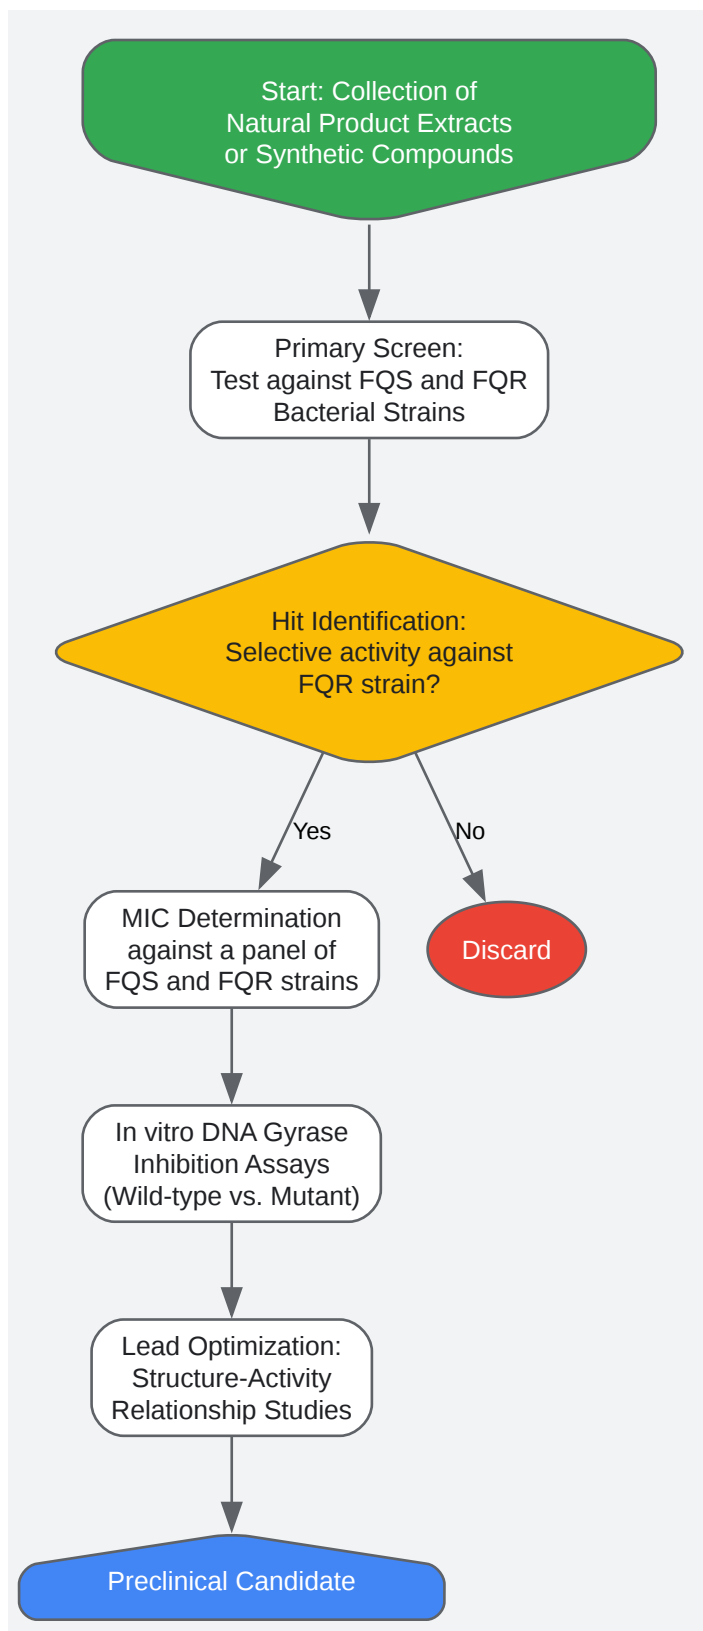 Start: Collection of
Natural Product Extracts
or Synthetic Compounds
Primary Screen:
Test against FQS and FQR
Bacterial Strains
Hit Identification:
Selective activity against
FQR strain?
Yes
No
MIC Determination
against a panel of
FQS and FQR strains
Discard
In vitro DNA Gyrase
Inhibition Assays
(Wild-type vs. Mutant)
Lead Optimization:
Structure-Activity
Relationship Studies
Preclinical Candidate